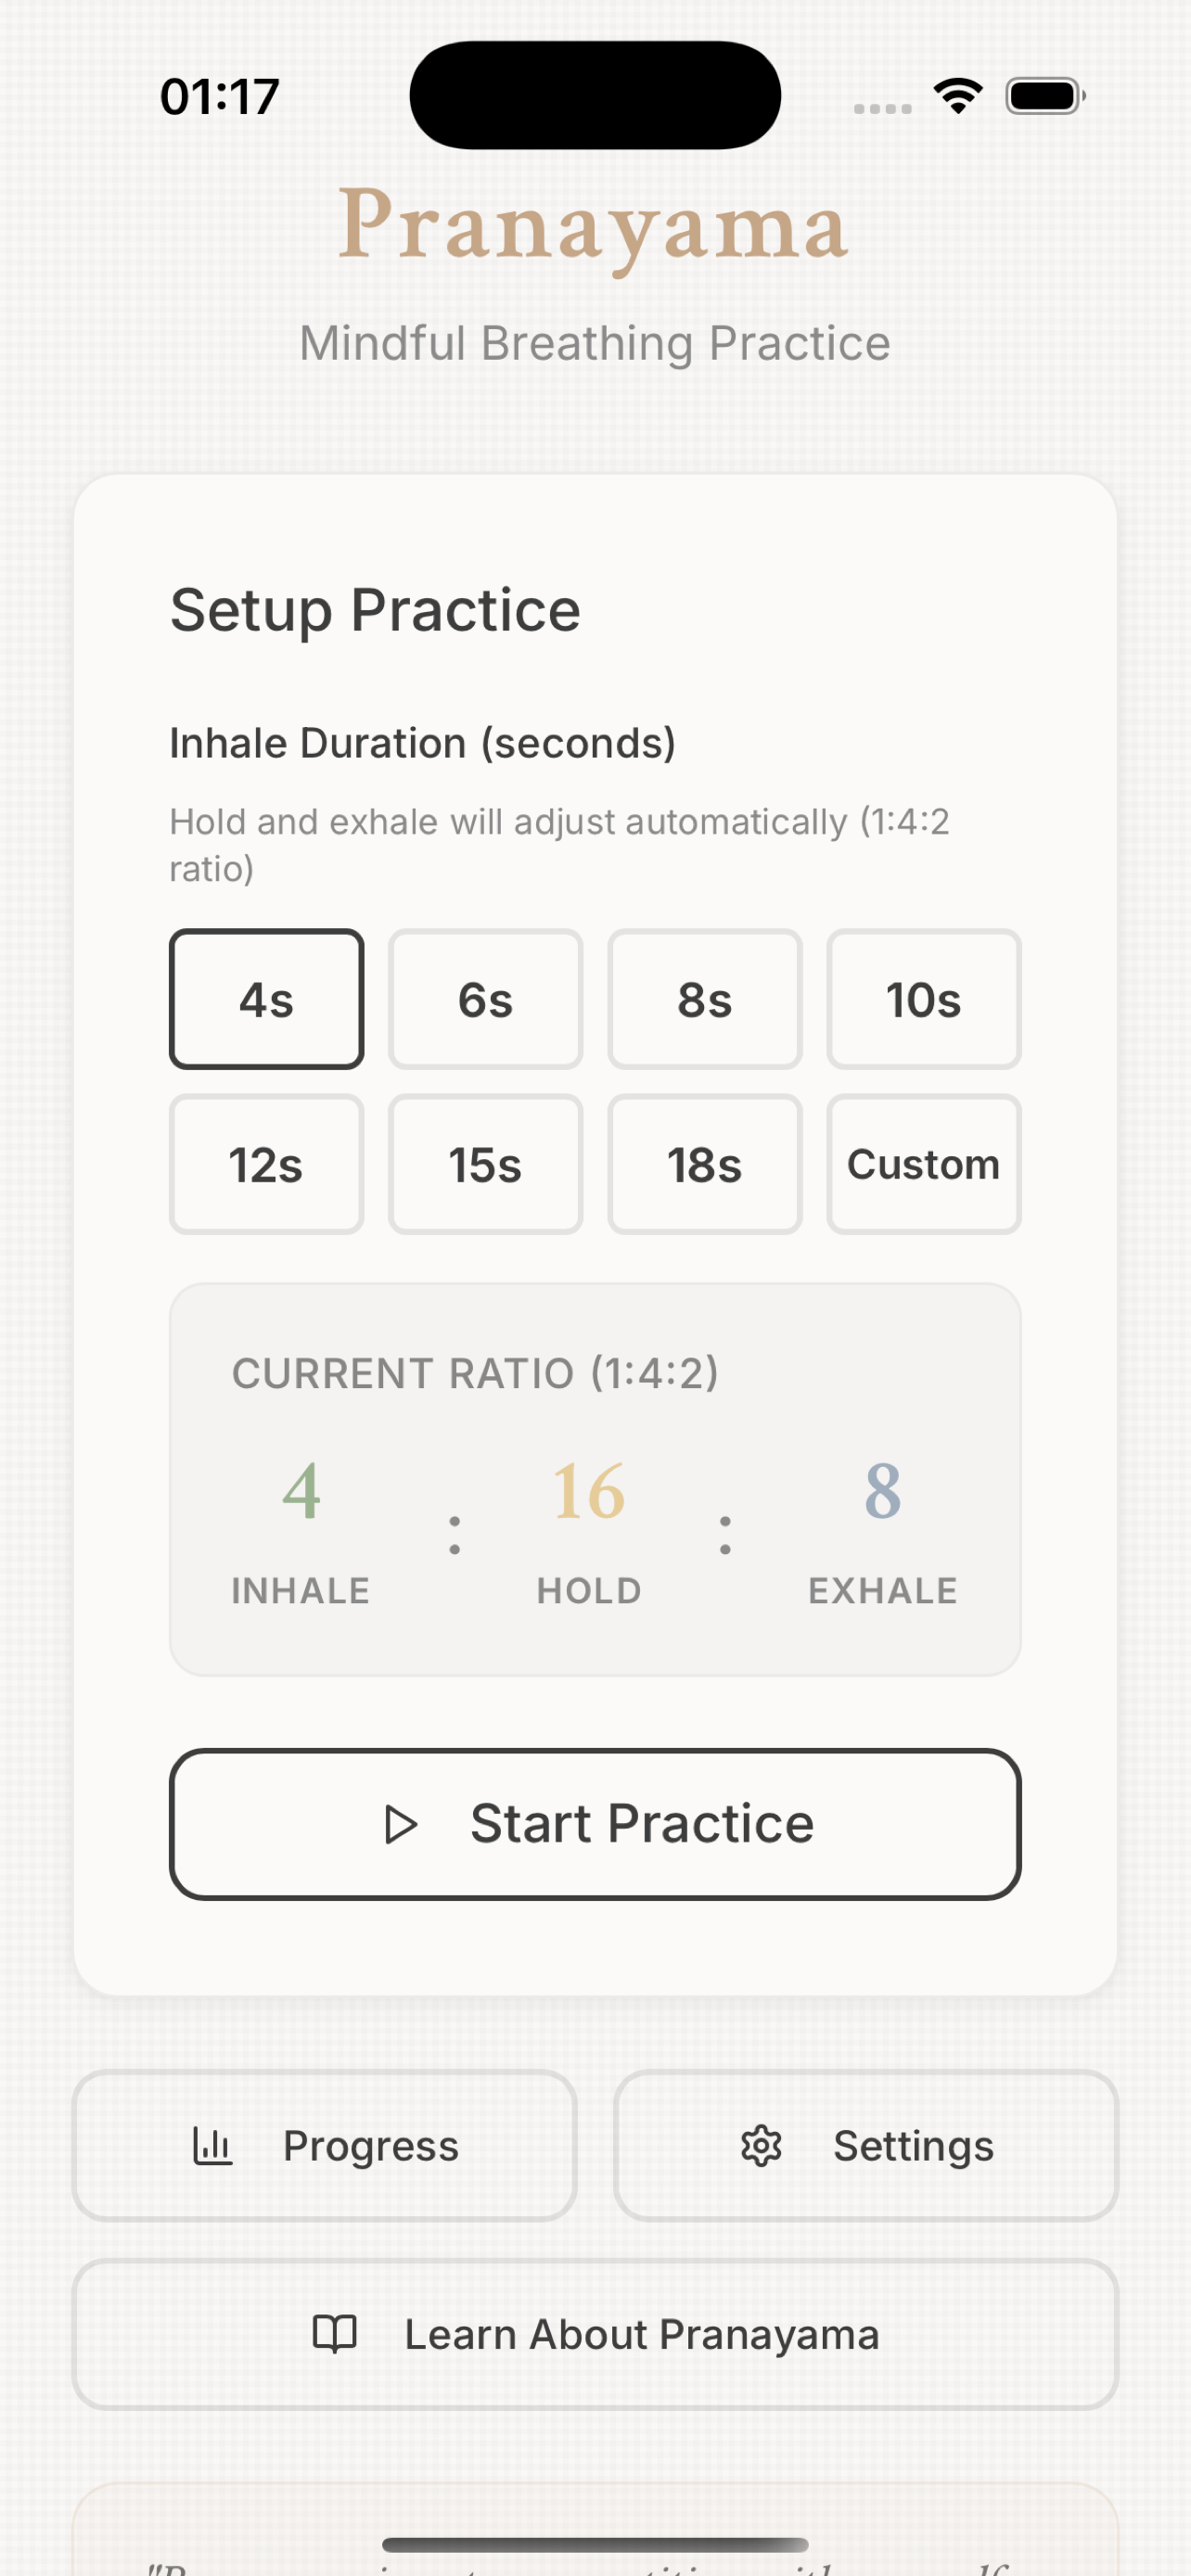 01:17
Pranayama
Mindful Breathing Practice
Setup Practice
Inhale Duration (seconds)
Hold and exhale will adjust automatically (1:4:2
ratio)
4s 6s 8s 10s
12s 15s 18s Custom
CURRENT RATIO (1:4:2)
4 : 16 : 8
INHALE HOLD EXHALE
Start Practice
Progress Settings
Learn About Pranayama